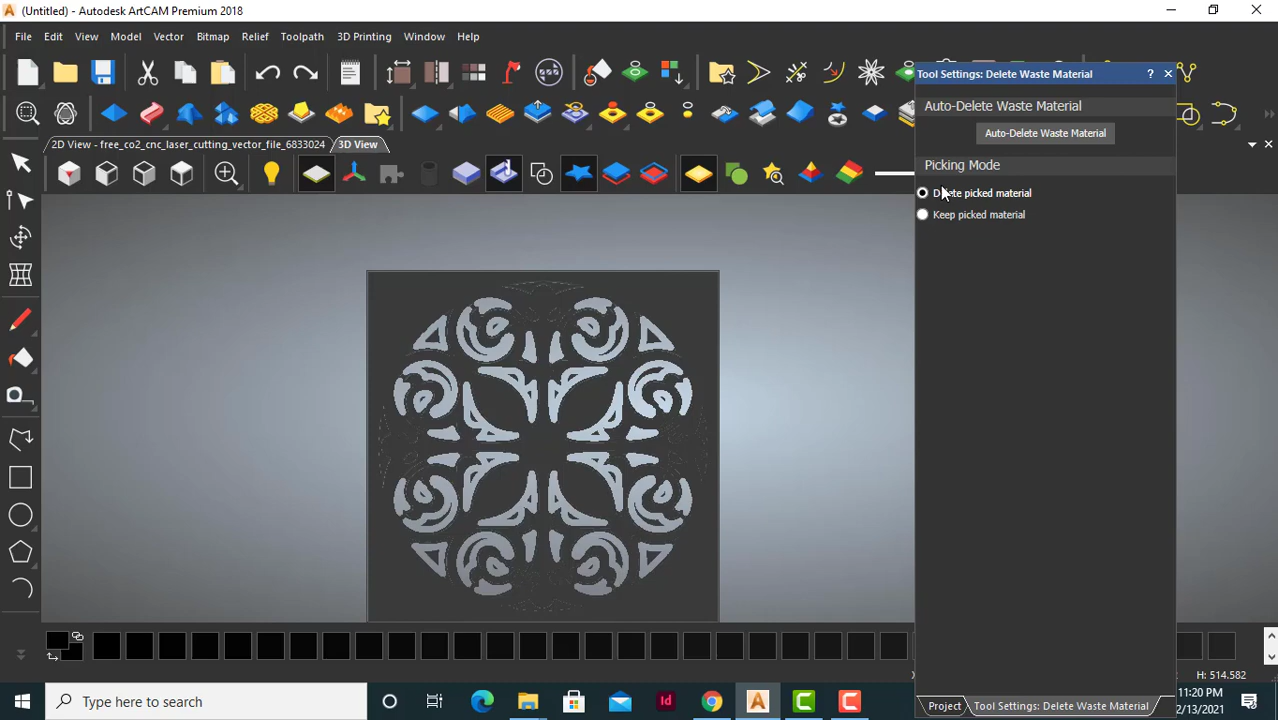 (Untitled) - Autodesk ArtCAM Premium 2018
File Edit View Model Vector Bitmap Relief Toolpath 3D Printing Window Help
Tool Settings: Delete Waste Material ?
Auto-Delete Waste Material
Auto-Delete Waste Material
2D View - free_co2_cnc_laser_cutting_vector_file_6833024 3D View
Picking Mode
Delete picked material
Keep picked material
H: 514.582
Type here to search
Id
Project Tool Settings: Delete Waste Material
11:20 PM
2/13/2021
3